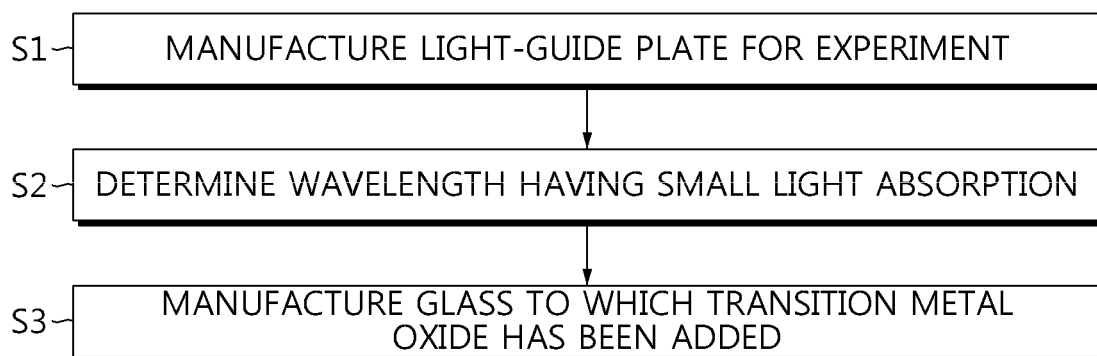 S1 MANUFACTURE LIGHT-GUIDE PLATE FOR EXPERIMENT
S2 DETERMINE WAVELENGTH HAVING SMALL LIGHT ABSORPTION
S3 MANUFACTURE GLASS TO WHICH TRANSITION METAL
OXIDE HAS BEEN ADDED